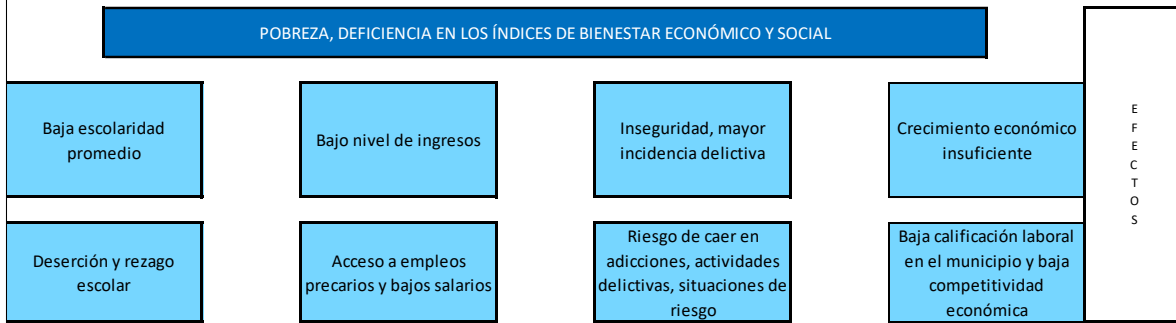 POBREZA, DEFICIENCIA EN LOS ÍNDICES DE BIENESTAR ECONÓMICO Y SOCIAL
Baja escolaridad
promedio
Bajo nivel de ingresos
Inseguridad, mayor
incidencia delictiva
Crecimiento económico
insuficiente
Deserción y rezago
escolar
Acceso a empleos
precarios y bajos salarios
Riesgo de caer en
adicciones, actividades
delictivas, situaciones de
riesgo
Baja calificación laboral
en el municipio y baja
competitividad
económica
E
F
E
C
T
O
S